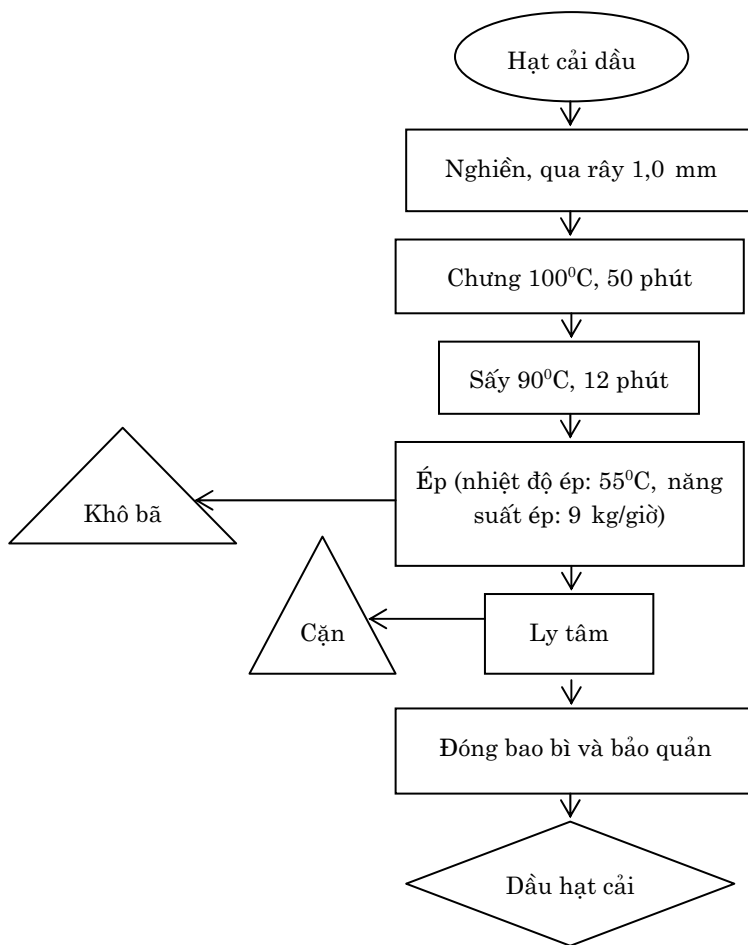 Hạt cải dầu
Nghiền, qua rây 1,0 mm
Chưng 100⁰C, 50 phút
Sấy 90⁰C, 12 phút
Ép (nhiệt độ ép: 55⁰C, năng
suất ép: 9 kg/giờ)
Khô bã
Ly tâm
Cặn
Đóng bao bì và bảo quản
Dầu hạt cải